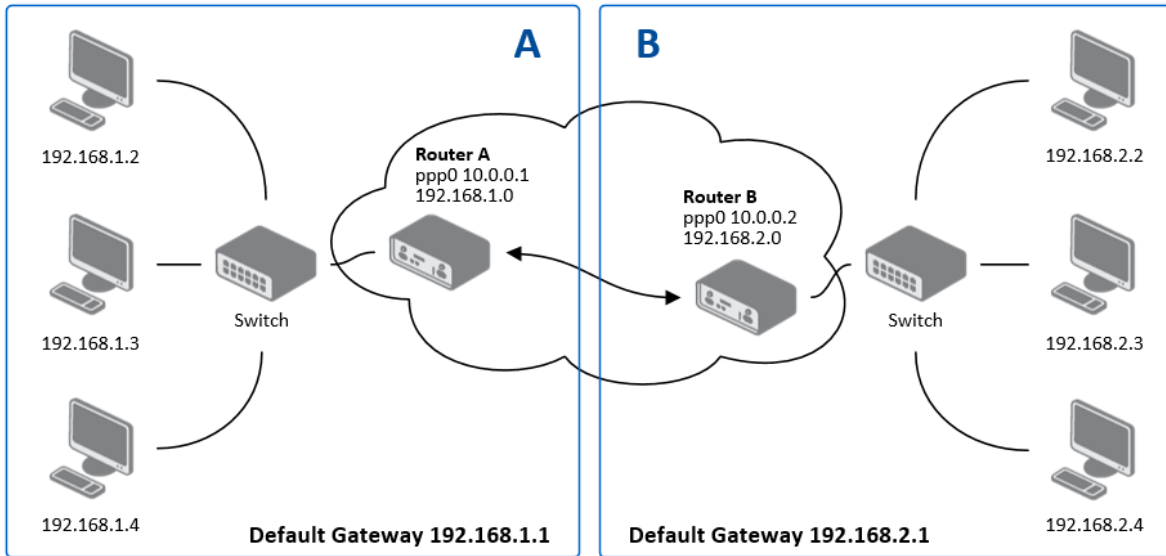 A
B
192.168.1.2
192.168.1.3
192.168.1.4
Switch
Router A
ppp0 10.0.0.1
192.168.1.0
Default Gateway 192.168.1.1
Router B
ppp0 10.0.0.2
192.168.2.0
Switch
192.168.2.2
192.168.2.3
192.168.2.4
Default Gateway 192.168.2.1